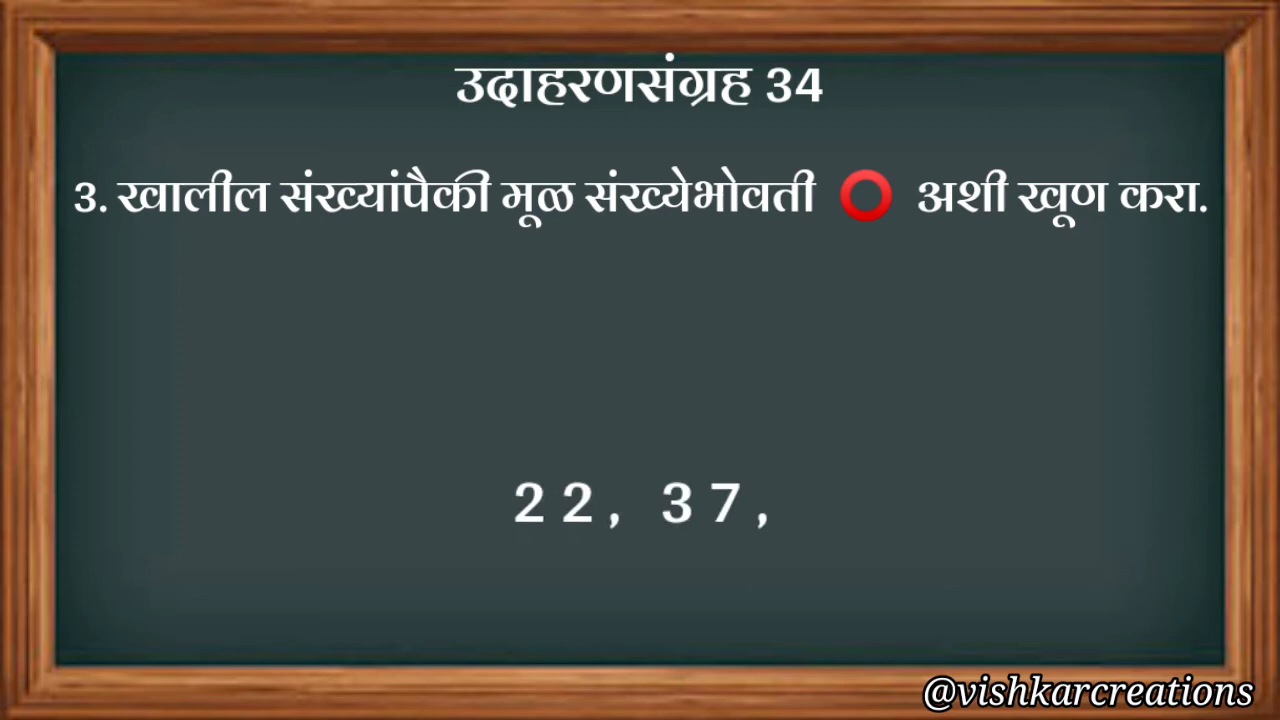 उदाहरणसंग्रह 34
3. खालील संख्यांपैकी मूळ संख्येभोवती ⭕ अशी खूण करा.
22, 37,
@vishkarcreations